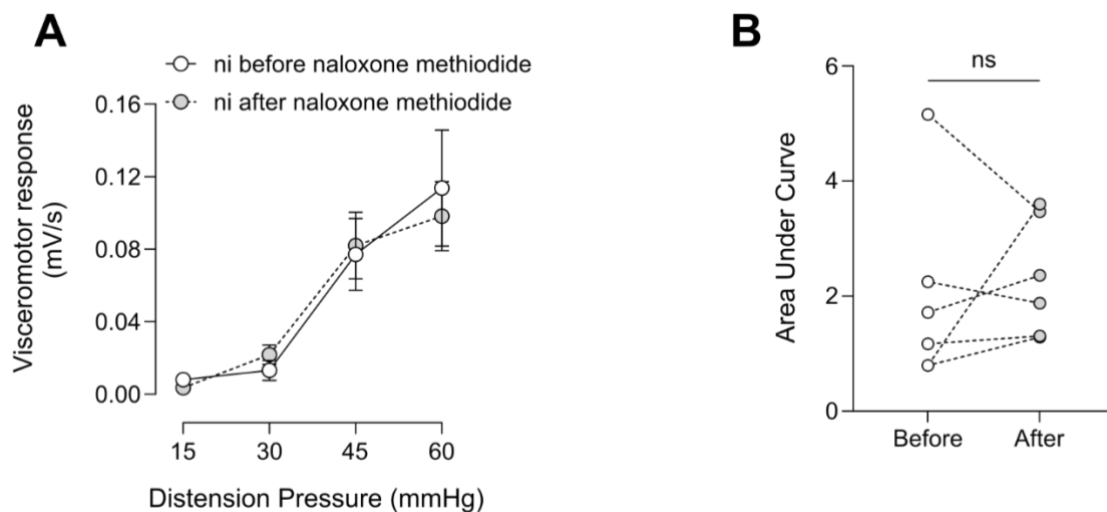 A
ni before naloxone methiodide
ni after naloxone methiodide
0.16
0.12
0.08
0.04
0.00
Visceromotor response
(mV/s)
15 30 45 60
Distension Pressure (mmHg)
B
ns
6
4
2
0
Area Under Curve
Before After